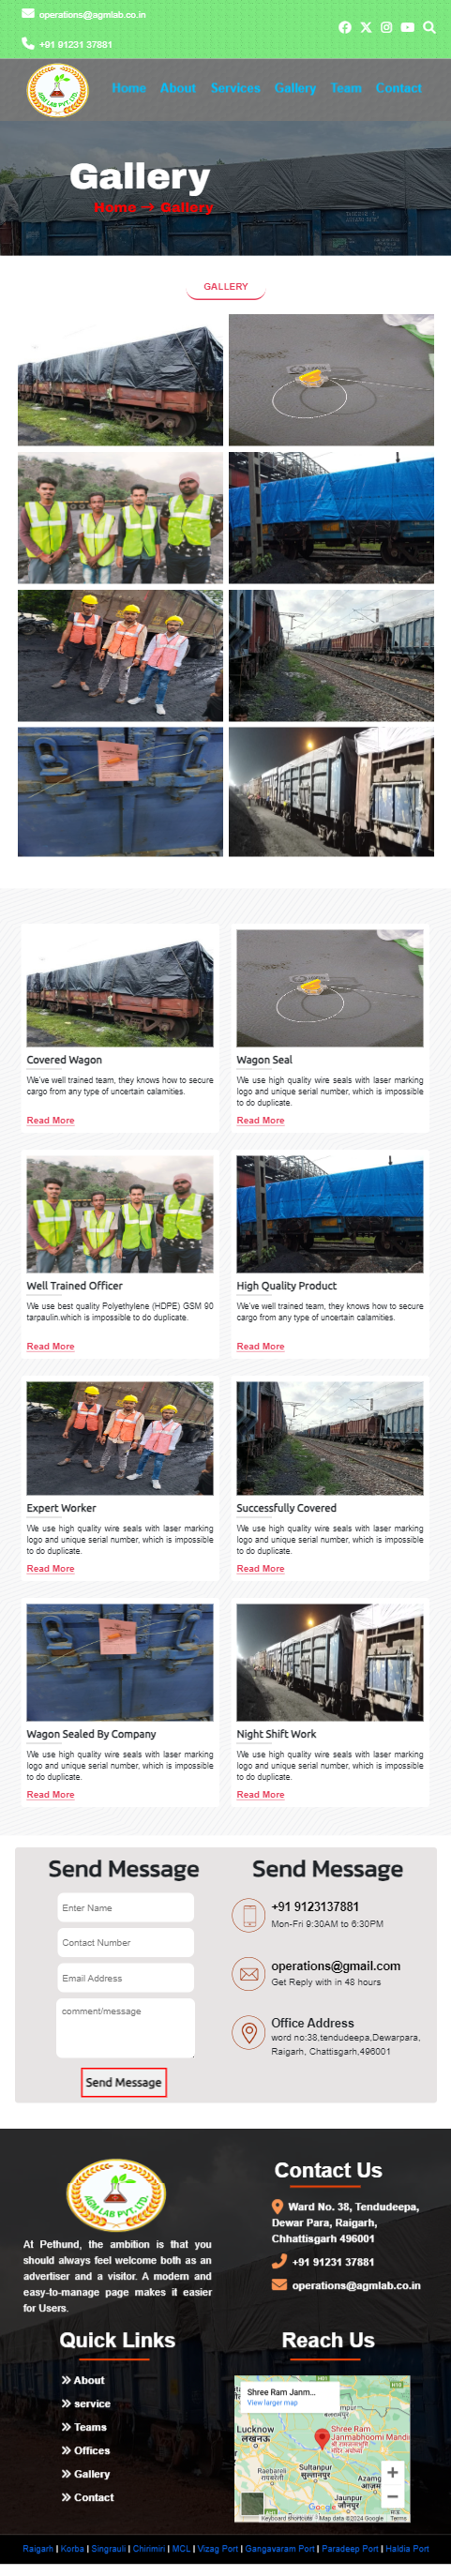 operations@agmlab.co.in
+91 91231 37881
AGM LAB PVT. LTD.
Home About Services Gallery Team Contact
Gallery
Home → Gallery
GALLERY
Covered Wagon
We've well trained team, they knows how to secure
cargo from any type of uncertain calamities.
Read More
Wagon Seal
We use high quality wire seals with laser marking
logo and unique serial number, which is impossible
to do duplicate.
Read More
Well Trained Officer
We use best quality Polyethylene (HDPE) GSM 90
tarpaulin.which is impossible to do duplicate.
Read More
High Quality Product
We've well trained team, they knows how to secure
cargo from any type of uncertain calamities.
Read More
Expert Worker
We use high quality wire seals with laser marking
logo and unique serial number, which is impossible
to do duplicate.
Read More
Successfully Covered
We use high quality wire seals with laser marking
logo and unique serial number, which is impossible
to do duplicate.
Read More
Wagon Sealed By Company
We use high quality wire seals with laser marking
logo and unique serial number, which is impossible
to do duplicate.
Read More
Night Shift Work
We use high quality wire seals with laser marking
logo and unique serial number, which is impossible
to do duplicate.
Read More
Send Message
Enter Name
Contact Number
Email Address
comment/message
Send Message
Send Message
+91 9123137881
Mon-Fri 9:30AM to 6:30PM
operations@gmail.com
Get Reply with in 48 hours
Office Address
word no:38,tendudeepa,Dewarpara,
Raigarh, Chattisgarh,496001
AGM LAB PVT. LTD.
At Pethund, the ambition is that you
should always feel welcome both as an
advertiser and a visitor. A modern and
easy-to-manage page makes it easier
for Users.
Contact Us
Ward No. 38, Tendudeepa,
Dewar Para, Raigarh,
Chhattisgarh 496001
+91 91231 37881
operations@agmlab.co.in
Quick Links
About
service
Teams
Offices
Gallery
Contact
Reach Us
Shree Ram Janm...
View larger map
Lucknow
लखनऊ
Shree Ram
Janmabhoomi Mandir
Raebareli
रायबरेली
Sultanpur
सुल्तानपुर
Azamg
Jaunpur
जौनपुर
Google
Keyboard shortcuts Map data ©2024 Google Terms
Raigarh | Korba | Singrauli | Chirimiri | MCL | Vizag Port | Gangavaram Port | Paradeep Port | Haldia Port